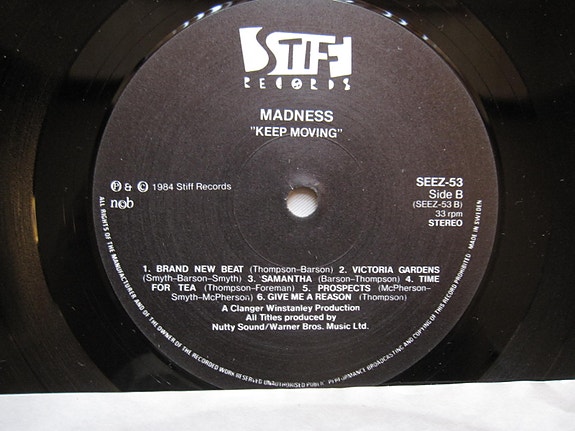 STIFF
RECORDS
MADNESS
"KEEP MOVING"
Ⓟ & © 1984 Stiff Records
ncb
SEEZ-53
Side B
(SEEZ-53 B)
33 rpm
STEREO
1. BRAND NEW BEAT (Thompson–Barson) 2. VICTORIA GARDENS
(Smyth–Barson–Smyth) 3. SAMANTHA (Barson–Thompson) 4. TIME
FOR TEA (Thompson–Foreman) 5. PROSPECTS (McPherson–
Smyth–McPherson) 6. GIVE ME A REASON (Thompson)
A Clanger Winstanley Production
All Titles produced by
Nutty Sound/Warner Bros. Music Ltd.
ALL RIGHTS OF THE MANUFACTURER AND OF THE OWNER OF THE RECORDED WORK RESERVED UNAUTHORISED PUBLIC PERFORMANCE BROADCASTING AND COPYING OF THIS RECORD PROHIBITED MADE IN SWEDEN